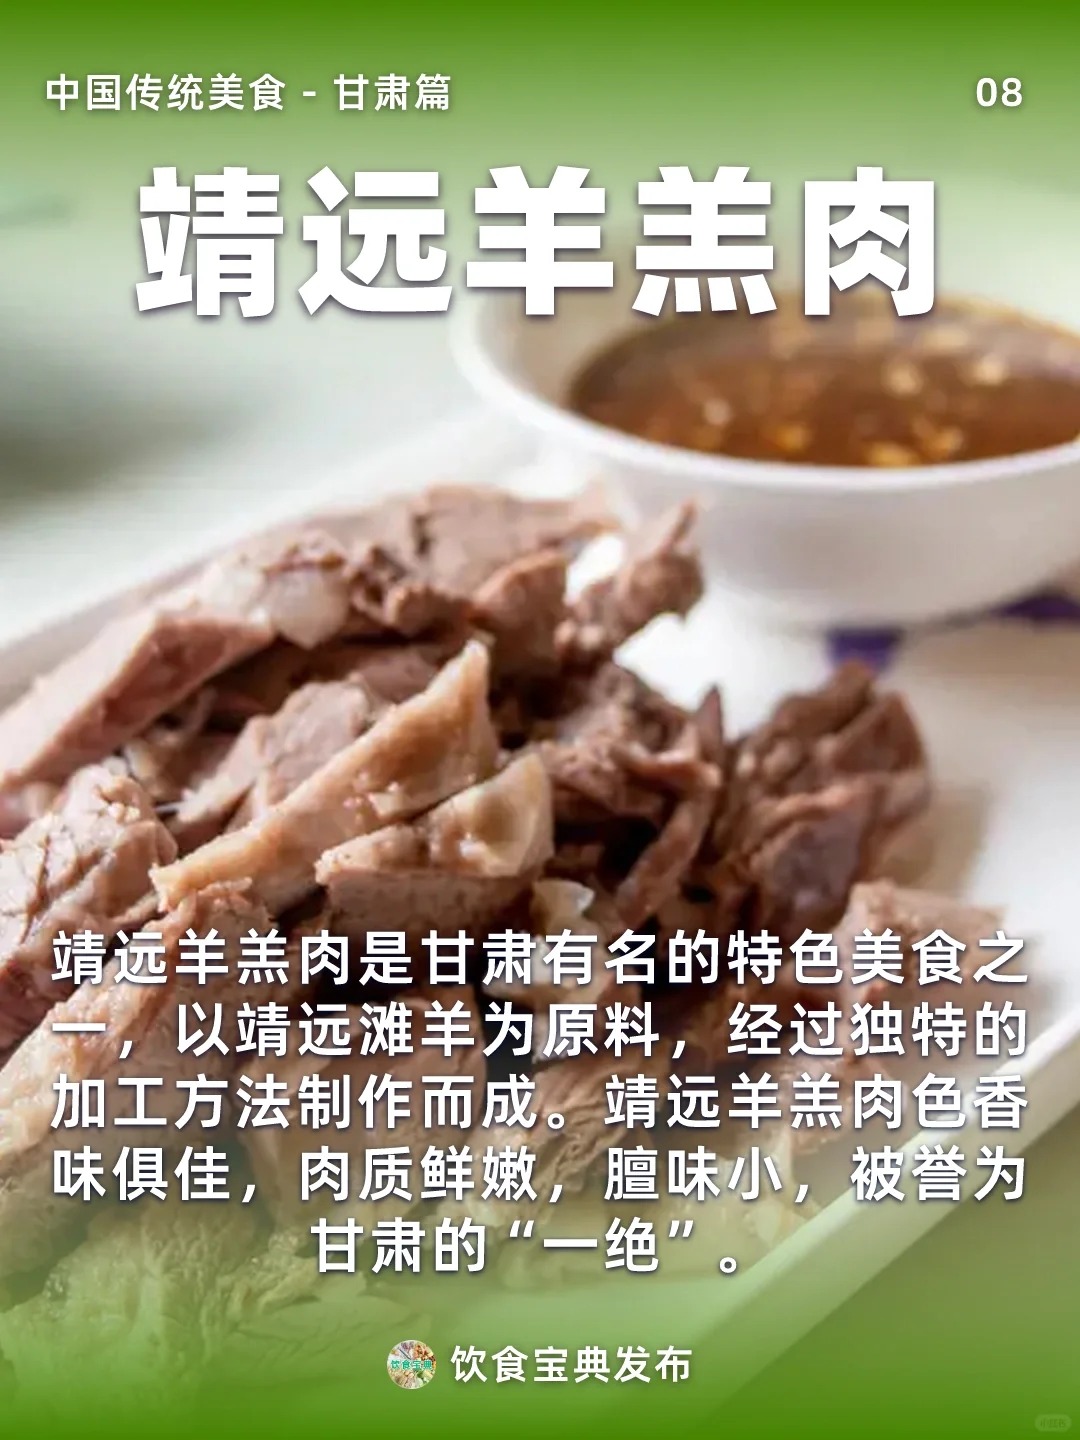 中国传统美食 - 甘肃篇
08
靖远羊羔肉
靖远羊羔肉是甘肃有名的特色美食之
一，以靖远滩羊为原料，经过独特的
加工方法制作而成。靖远羊羔肉色香
味俱佳，肉质鲜嫩，膻味小，被誉为
甘肃的“一绝”。
饮食宝典
饮食宝典发布